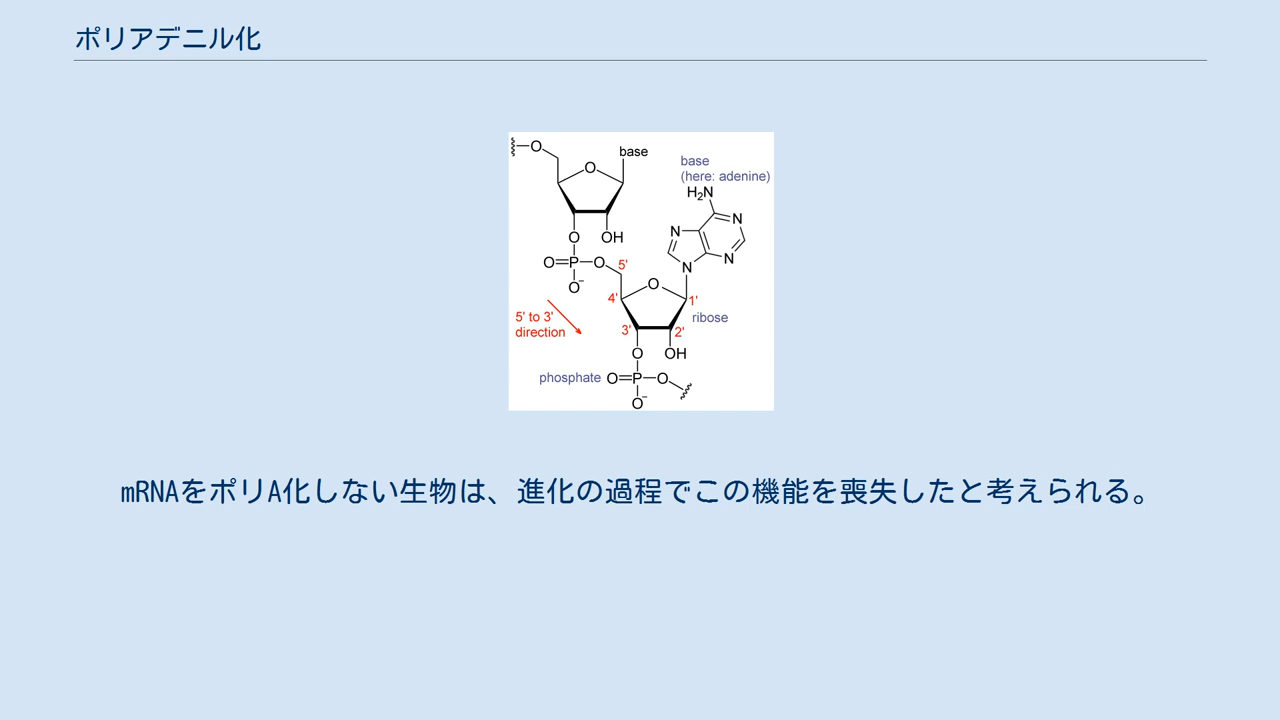 ポリアデニル化
O
base
O
base
(here: adenine)
H₂N
N
N
N
N
O
OH
O=P–O
O⁻
5'
4'
O
1'
5' to 3'
direction
3'
2'
ribose
O
OH
phosphate
O=P–O
O⁻
mRNAをポリA化しない生物は、進化の過程でこの機能を喪失したと考えられる。